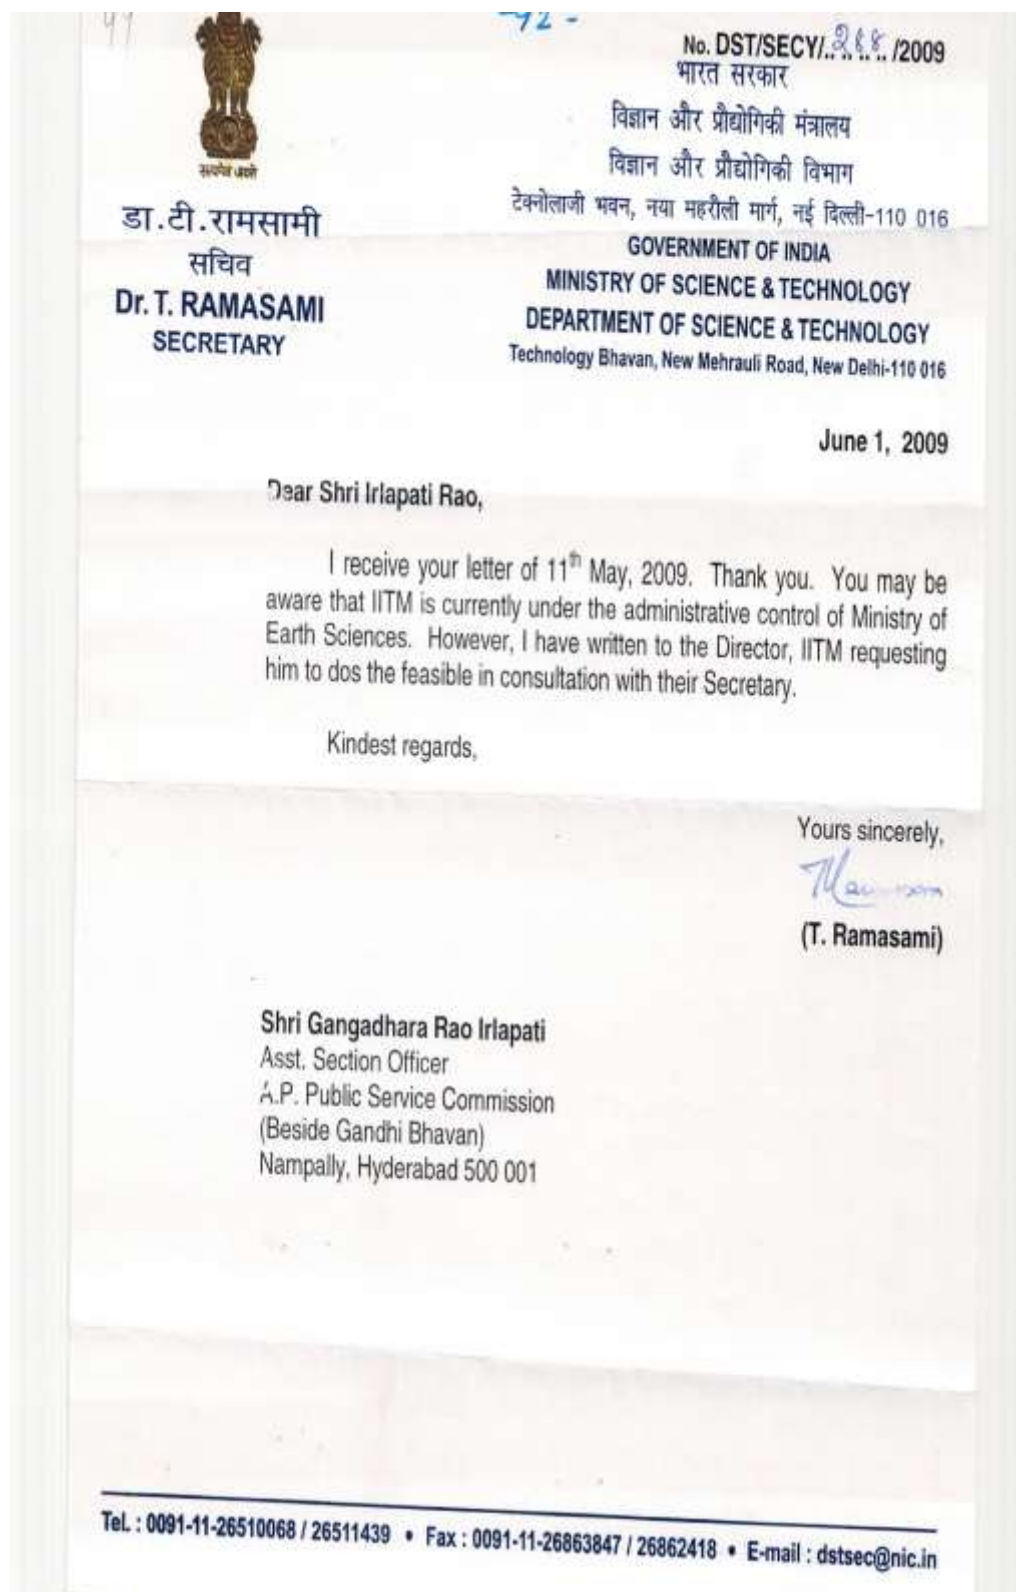 No. DST/SECY/..268../2009
भारत सरकार
विज्ञान और प्रौद्योगिकी मंत्रालय
विज्ञान और प्रौद्योगिकी विभाग
टेक्नोलाजी भवन, नया महरौली मार्ग, नई दिल्ली-110 016
GOVERNMENT OF INDIA
MINISTRY OF SCIENCE & TECHNOLOGY
DEPARTMENT OF SCIENCE & TECHNOLOGY
Technology Bhavan, New Mehrauli Road, New Delhi-110 016
सत्यमेव जयते
डा.टी.रामसामी
सचिव
Dr. T. RAMASAMI
SECRETARY
June 1, 2009
Dear Shri Irlapati Rao,
I receive your letter of 11th May, 2009. Thank you. You may be
aware that IITM is currently under the administrative control of Ministry of
Earth Sciences. However, I have written to the Director, IITM requesting
him to dos the feasible in consultation with their Secretary.
Kindest regards,
Yours sincerely,
(T. Ramasami)
Shri Gangadhara Rao Irlapati
Asst. Section Officer
A.P. Public Service Commission
(Beside Gandhi Bhavan)
Nampally, Hyderabad 500 001
Tel. : 0091-11-26510068 / 26511439 • Fax : 0091-11-26863847 / 26862418 • E-mail : dstsec@nic.in